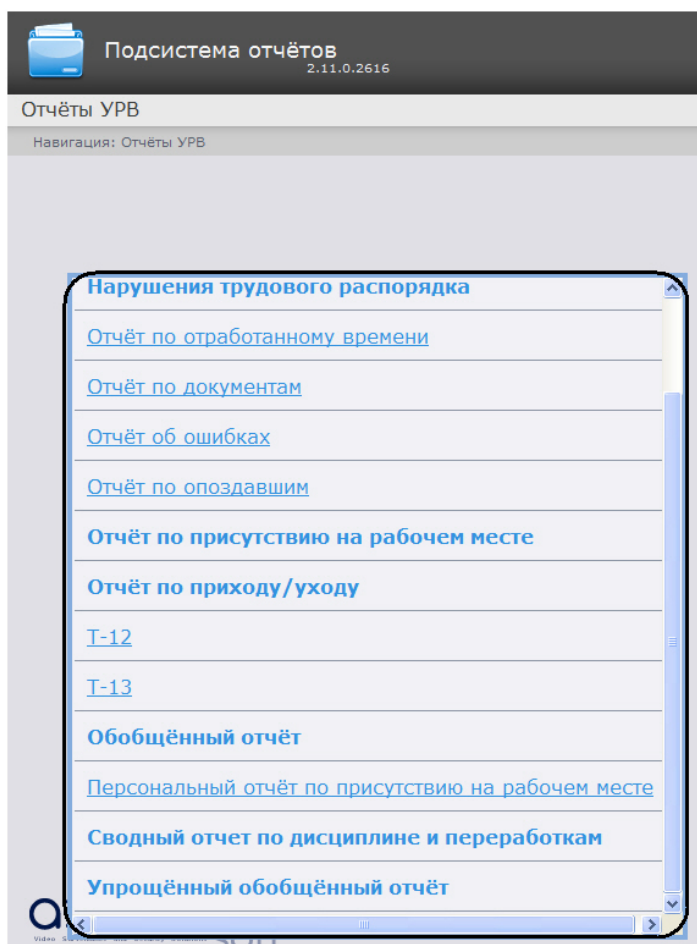 Подсистема отчётов
2.11.0.2616
Отчёты УРВ
Навигация: Отчёты УРВ
Нарушения трудового распорядка
Отчёт по отработанному времени
Отчёт по документам
Отчёт об ошибках
Отчёт по опоздавшим
Отчёт по присутствию на рабочем месте
Отчёт по приходу/уходу
Т-12
Т-13
Обобщённый отчёт
Персональный отчёт по присутствию на рабочем месте
Сводный отчет по дисциплине и переработкам
Упрощённый обобщённый отчёт